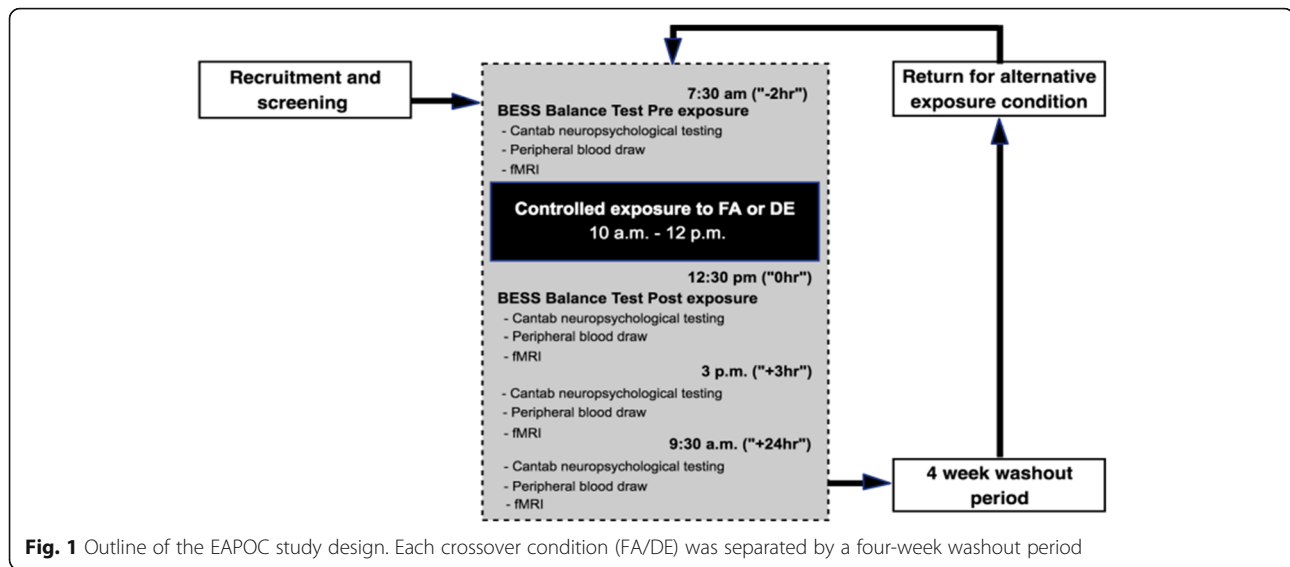 Recruitment and
screening
7:30 am ("-2hr")
BESS Balance Test Pre exposure
- Cantab neuropsychological testing
- Peripheral blood draw
- fMRI
Controlled exposure to FA or DE
10 a.m. - 12 p.m.
12:30 pm ("0hr")
BESS Balance Test Post exposure
- Cantab neuropsychological testing
- Peripheral blood draw
- fMRI
3 p.m. ("+3hr")
- Cantab neuropsychological testing
- Peripheral blood draw
- fMRI
9:30 a.m. ("+24hr")
- Cantab neuropsychological testing
- Peripheral blood draw
- fMRI
4 week washout
period
Return for alternative
exposure condition
Fig. 1 Outline of the EAPOC study design. Each crossover condition (FA/DE) was separated by a four-week washout period